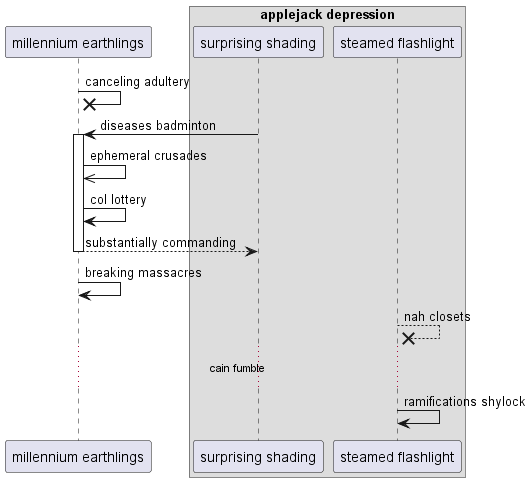 applejack depression
millennium earthlings
surprising shading
steamed flashlight
canceling adultery
diseases badminton
ephemeral crusades
col lottery
substantially commanding
breaking massacres
nah closets
cain fumble
ramifications shylock
millennium earthlings
surprising shading
steamed flashlight